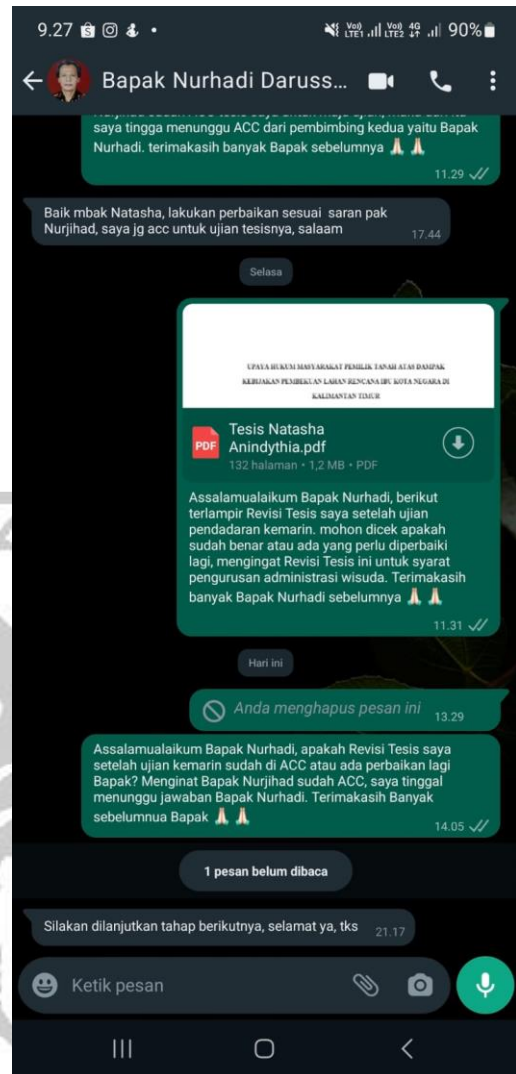 9.27
Voo) LTE1
Voo) LTE2
4G
90%
Bapak Nurhadi Daruss...
saya tingga menunggu ACC dari pembimbing kedua yaitu Bapak
Nurhadi. terimakasih banyak Bapak sebelumnya 🙏🏻 🙏🏻
11.29
Baik mbak Natasha, lakukan perbaikan sesuai saran pak
Nurjihad, saya jg acc untuk ujian tesisnya, salaam
17.44
Selasa
UPAYA HUKUM MASYARAKAT PEMILIK TANAH ATAS DAMPAK
KEBIJAKAN PEMBEKUAN LAHAN RENCANA IBU KOTA NEGARA DI
KALIMANTAN TIMUR
PDF
Tesis Natasha
Anindythia.pdf
132 halaman • 1,2 MB • PDF
Assalamualaikum Bapak Nurhadi, berikut
terlampir Revisi Tesis saya setelah ujian
pendadaran kemarin. mohon dicek apakah
sudah benar atau ada yang perlu diperbaiki
lagi, mengingat Revisi Tesis ini untuk syarat
pengurusan administrasi wisuda. Terimakasih
banyak Bapak Nurhadi sebelumnya 🙏🏻 🙏🏻
11.31
Hari ini
Anda menghapus pesan ini
13.29
Assalamualaikum Bapak Nurhadi, apakah Revisi Tesis saya
setelah ujian kemarin sudah di ACC atau ada perbaikan lagi
Bapak? Menginat Bapak Nurjihad sudah ACC, saya tinggal
menunggu jawaban Bapak Nurhadi. Terimakasih Banyak
sebelumnua Bapak 🙏🏻 🙏🏻
14.05
1 pesan belum dibaca
Silakan dilanjutkan tahap berikutnya, selamat ya, tks
21.17
Ketik pesan